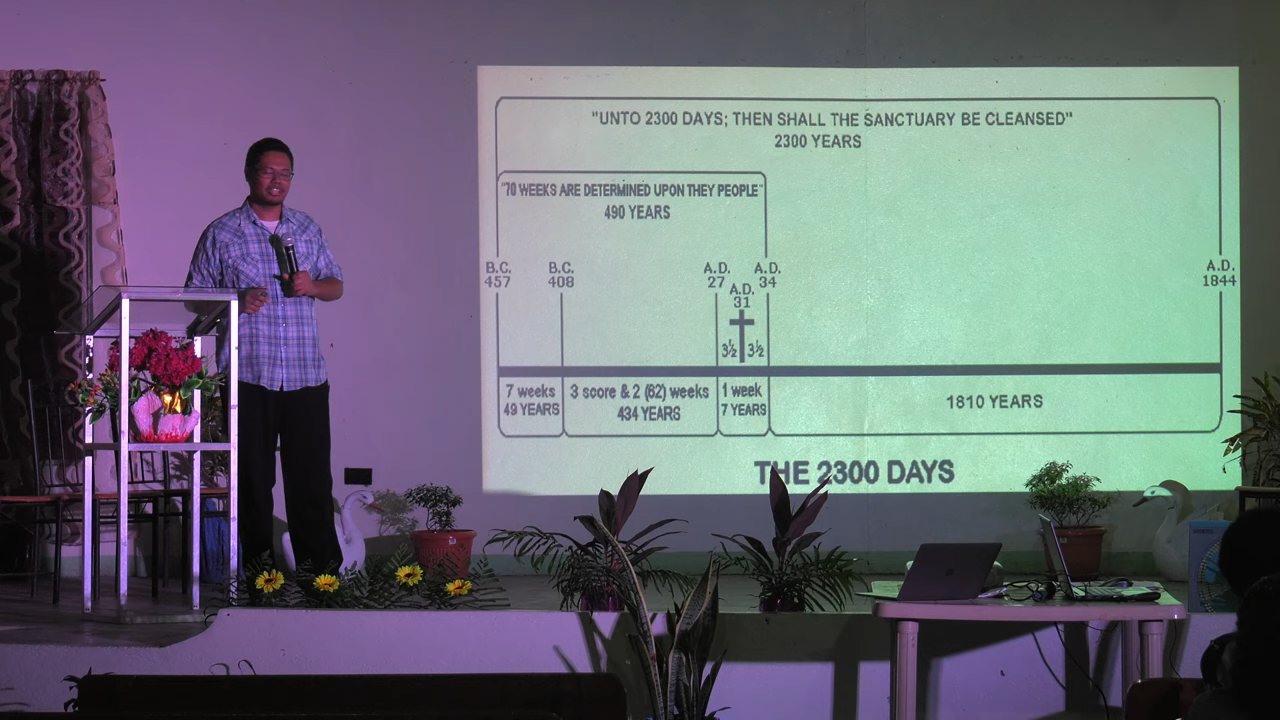 "UNTO 2300 DAYS; THEN SHALL THE SANCTUARY BE CLEANSED"
2300 YEARS
"70 WEEKS ARE DETERMINED UPON THEY PEOPLE"
490 YEARS
B.C.
457
B.C.
408
A.D.
27
A.D.
31
A.D.
34
A.D.
1844
3½
3½
7 weeks
49 YEARS
3 score & 2 (62) weeks
434 YEARS
1 week
7 YEARS
1810 YEARS
THE 2300 DAYS